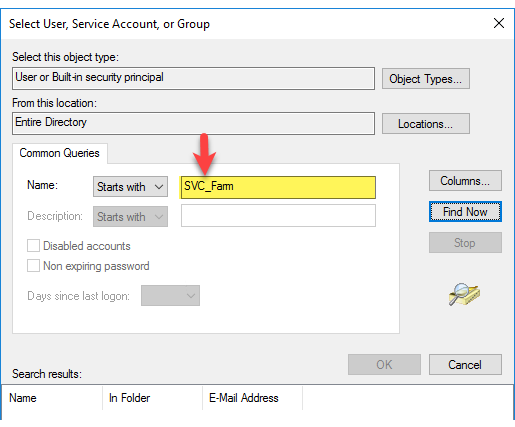 Select User, Service Account, or Group
Select this object type:
User or Built-in security principal
Object Types...
From this location:
Entire Directory
Locations...
Common Queries
Name: Starts with SVC_Farm
Columns...
Description: Starts with
Find Now
Disabled accounts
Stop
Non expiring password
Days since last logon:
OK Cancel
Search results:
Name In Folder E-Mail Address